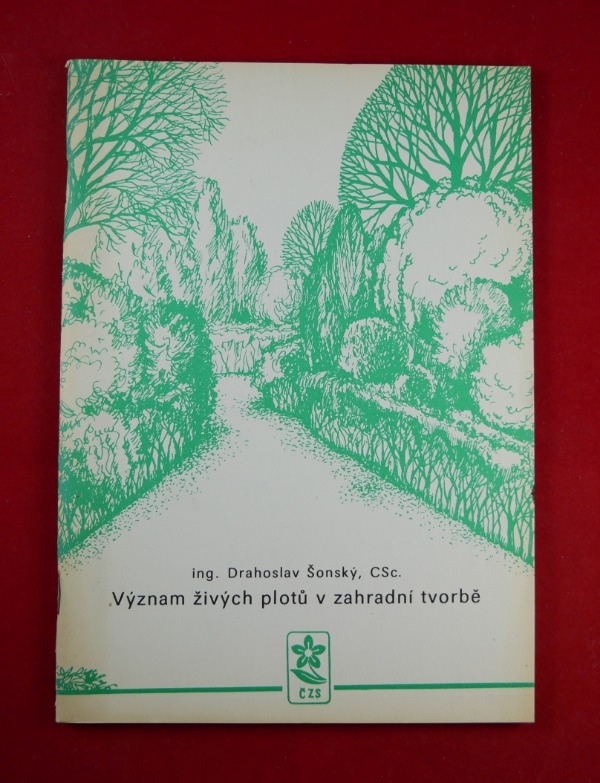 ing. Drahoslav Šonský, CSc.
Význam živých plotů v zahradní tvorbě
ČZS